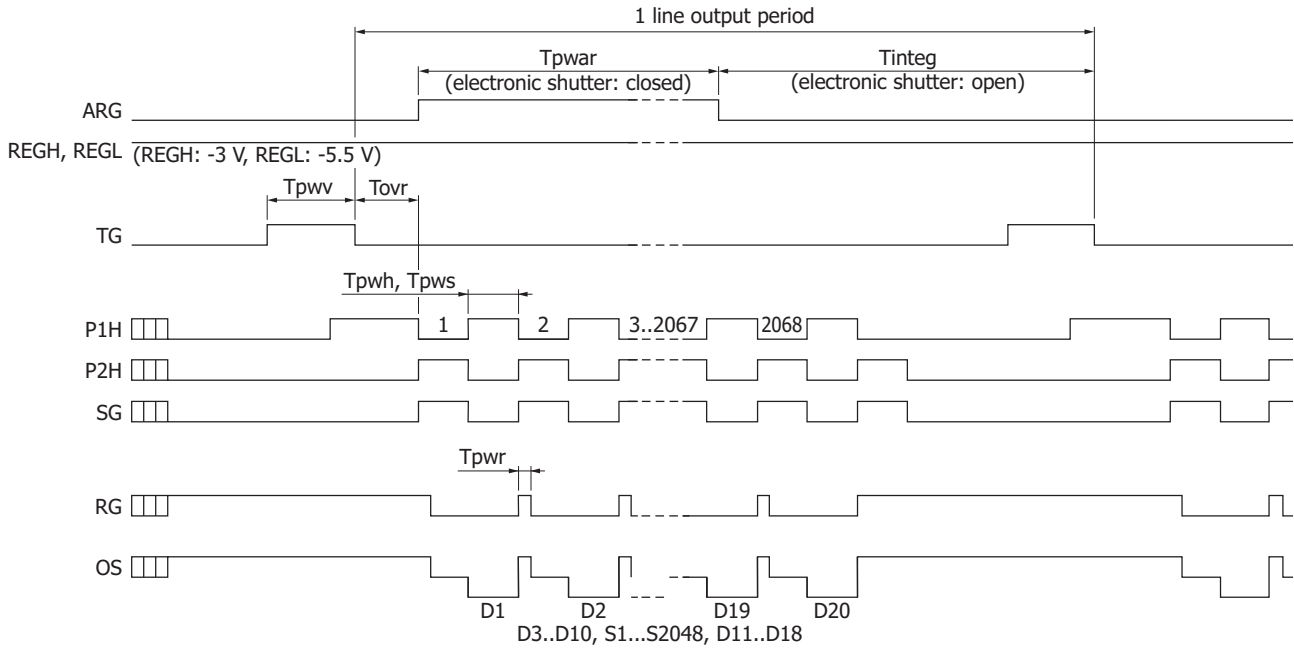 1 line output period
Tpwar
(electronic shutter: closed)
Tinteg
(electronic shutter: open)
ARG
REGH, REGL (REGH: -3 V, REGL: -5.5 V)
Tpwv
Tovr
TG
Tpwh, Tpws
P1H
1
2
3..2067
2068
P2H
SG
Tpwr
RG
OS
D1
D2
D19
D20
D3..D10, S1...S2048, D11..D18